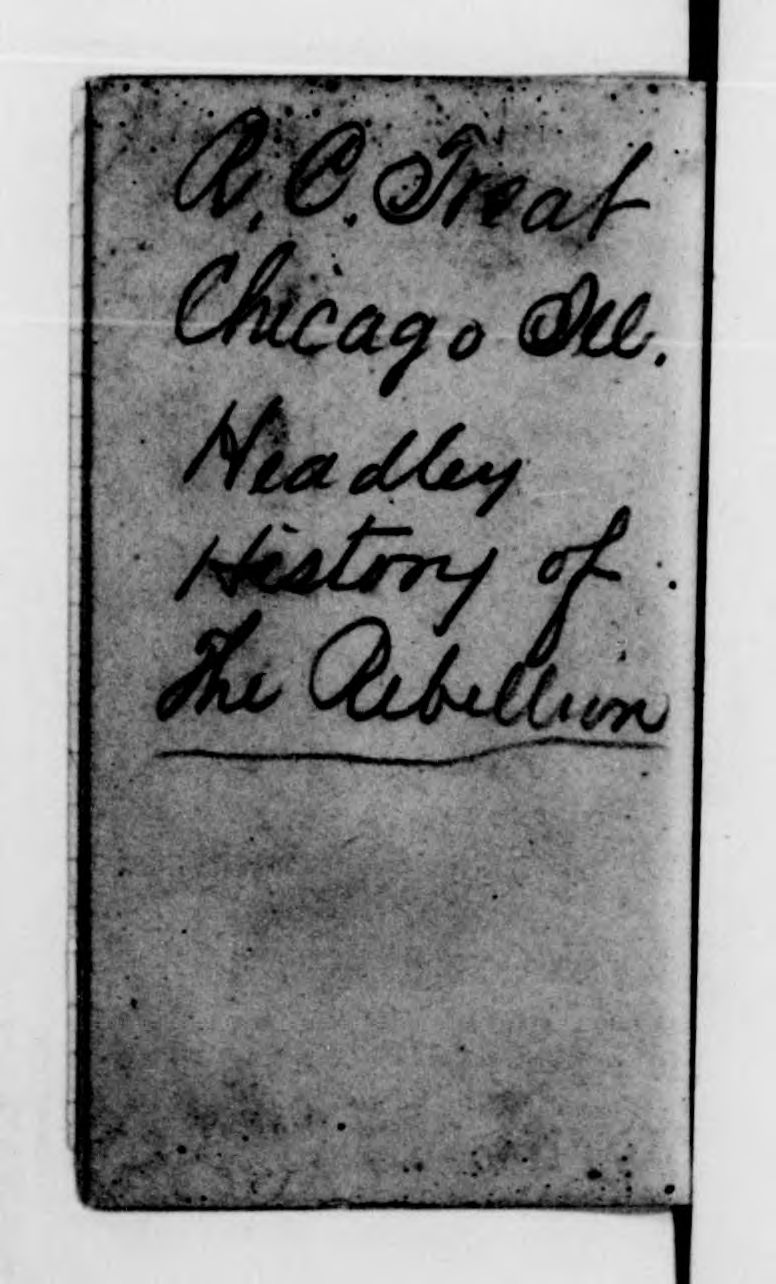 R. C. Treat
Chicago Ill.
Headley
History of
The Rebellion